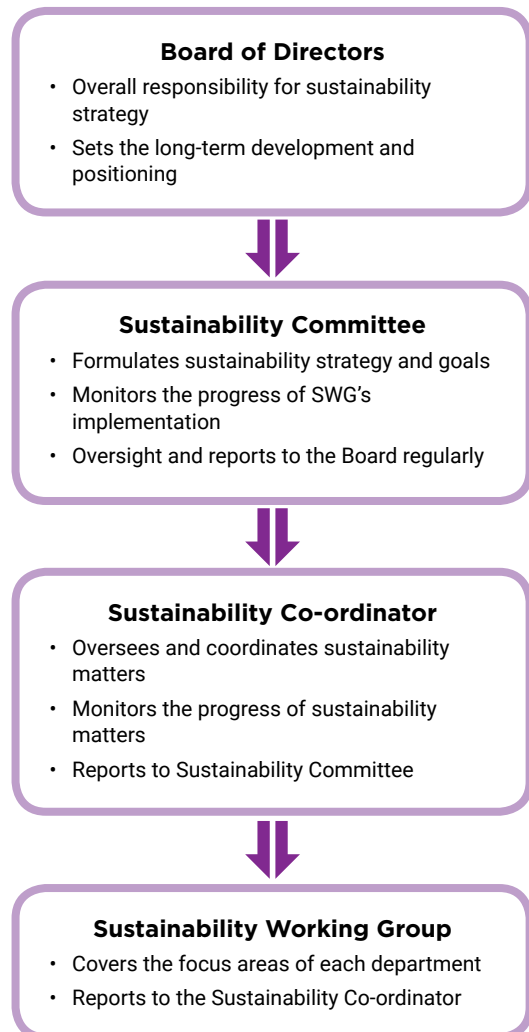 Board of Directors
• Overall responsibility for sustainability
strategy
• Sets the long-term development and
positioning
Sustainability Committee
• Formulates sustainability strategy and goals
• Monitors the progress of SWG's
implementation
• Oversight and reports to the Board regularly
Sustainability Co-ordinator
• Oversees and coordinates sustainability
matters
• Monitors the progress of sustainability
matters
• Reports to Sustainability Committee
Sustainability Working Group
• Covers the focus areas of each department
• Reports to the Sustainability Co-ordinator